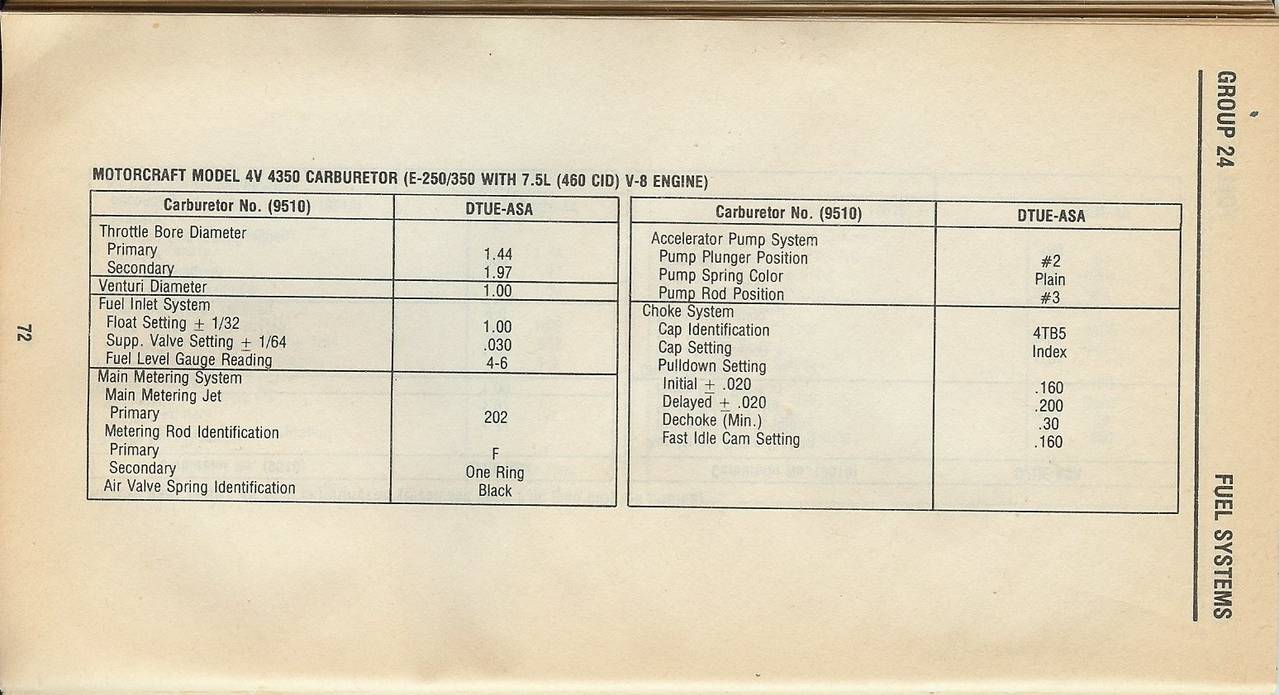 GROUP 24
FUEL SYSTEMS
MOTORCRAFT MODEL 4V 4350 CARBURETOR (E-250/350 WITH 7.5L (460 CID) V-8 ENGINE)
Carburetor No. (9510) DTUE-ASA
Throttle Bore Diameter
Primary 1.44
Secondary 1.97
Venturi Diameter 1.00
Fuel Inlet System
Float Setting ± 1/32 1.00
Supp. Valve Setting ± 1/64 .030
Fuel Level Gauge Reading 4-6
Main Metering System
Main Metering Jet
Primary 202
Metering Rod Identification
Primary F
Secondary One Ring
Air Valve Spring Identification Black
Carburetor No. (9510) DTUE-ASA
Accelerator Pump System
Pump Plunger Position #2
Pump Spring Color Plain
Pump Rod Position #3
Choke System
Cap Identification 4TB5
Cap Setting Index
Pulldown Setting
Initial ± .020 .160
Delayed ± .020 .200
Dechoke (Min.) .30
Fast Idle Cam Setting .160
72